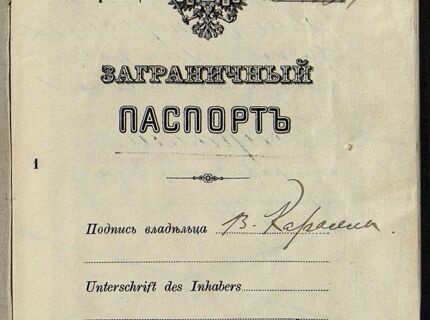 ЗАГРАНИЧНЫЙ
ПАСПОРТЪ
1
Подпись владѣльца В.
Unterschrift des Inhabers